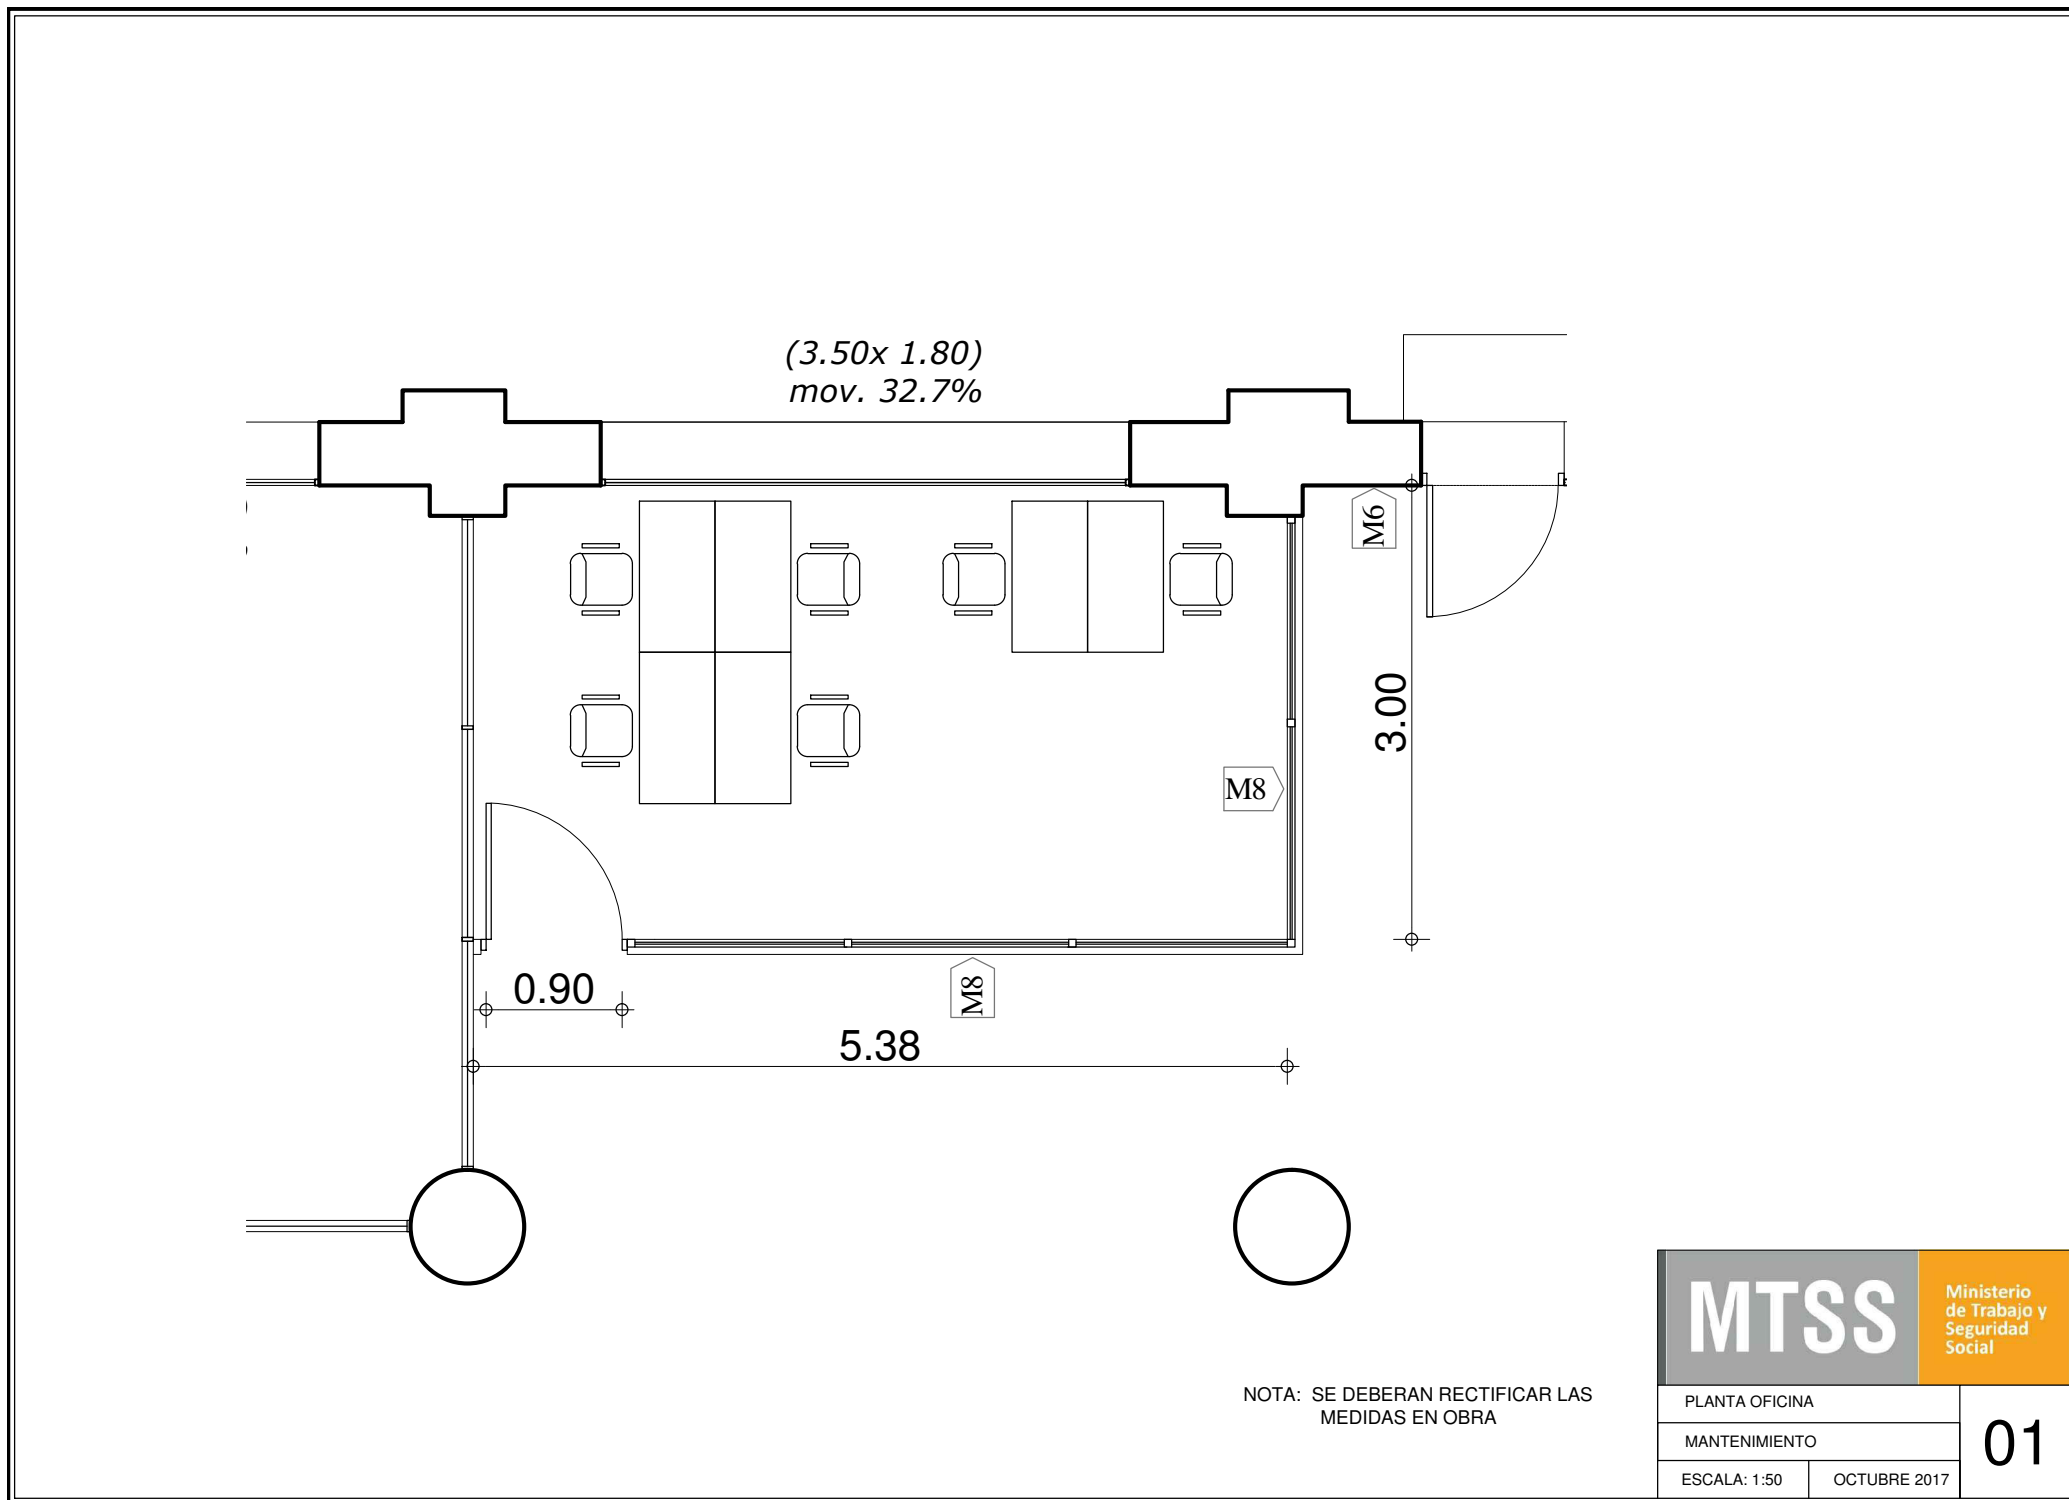 (3.50x 1.80)
mov. 32.7%
M6
3.00
M8
0.90
M8
5.38
MTSS
Ministerio
de Trabajo y
Seguridad
Social
NOTA: SE DEBERAN RECTIFICAR LAS
MEDIDAS EN OBRA
PLANTA OFICINA
MANTENIMIENTO
01
ESCALA: 1:50
OCTUBRE 2017